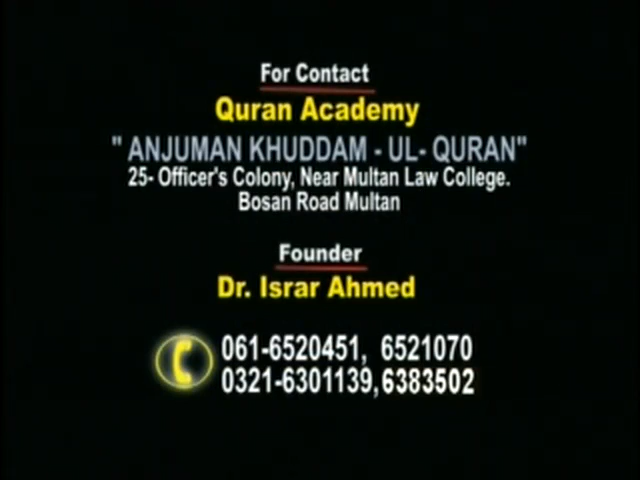 For Contact
Quran Academy
" ANJUMAN KHUDDAM - UL- QURAN"
25- Officer's Colony, Near Multan Law College.
Bosan Road Multan
Founder
Dr. Israr Ahmed
061-6520451, 6521070
0321-6301139,6383502